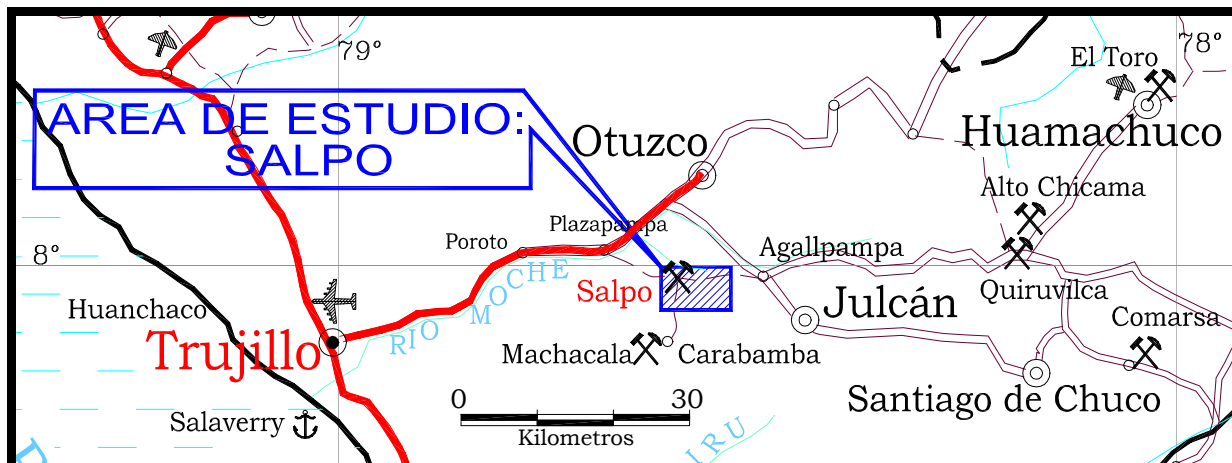 79°
78°
El Toro
AREA DE ESTUDIO:
SALPO
Otuzco
Huamachuco
Alto Chicama
Plazapampa
Poroto
8°
Agallpampa
RIO MOCHE
Huanchaco
Salpo
Quiruvilca
Julcán
Comarsa
Trujillo
Machacala
Carabamba
Santiago de Chuco
0
30
Kilometros
Salaverry
IRU